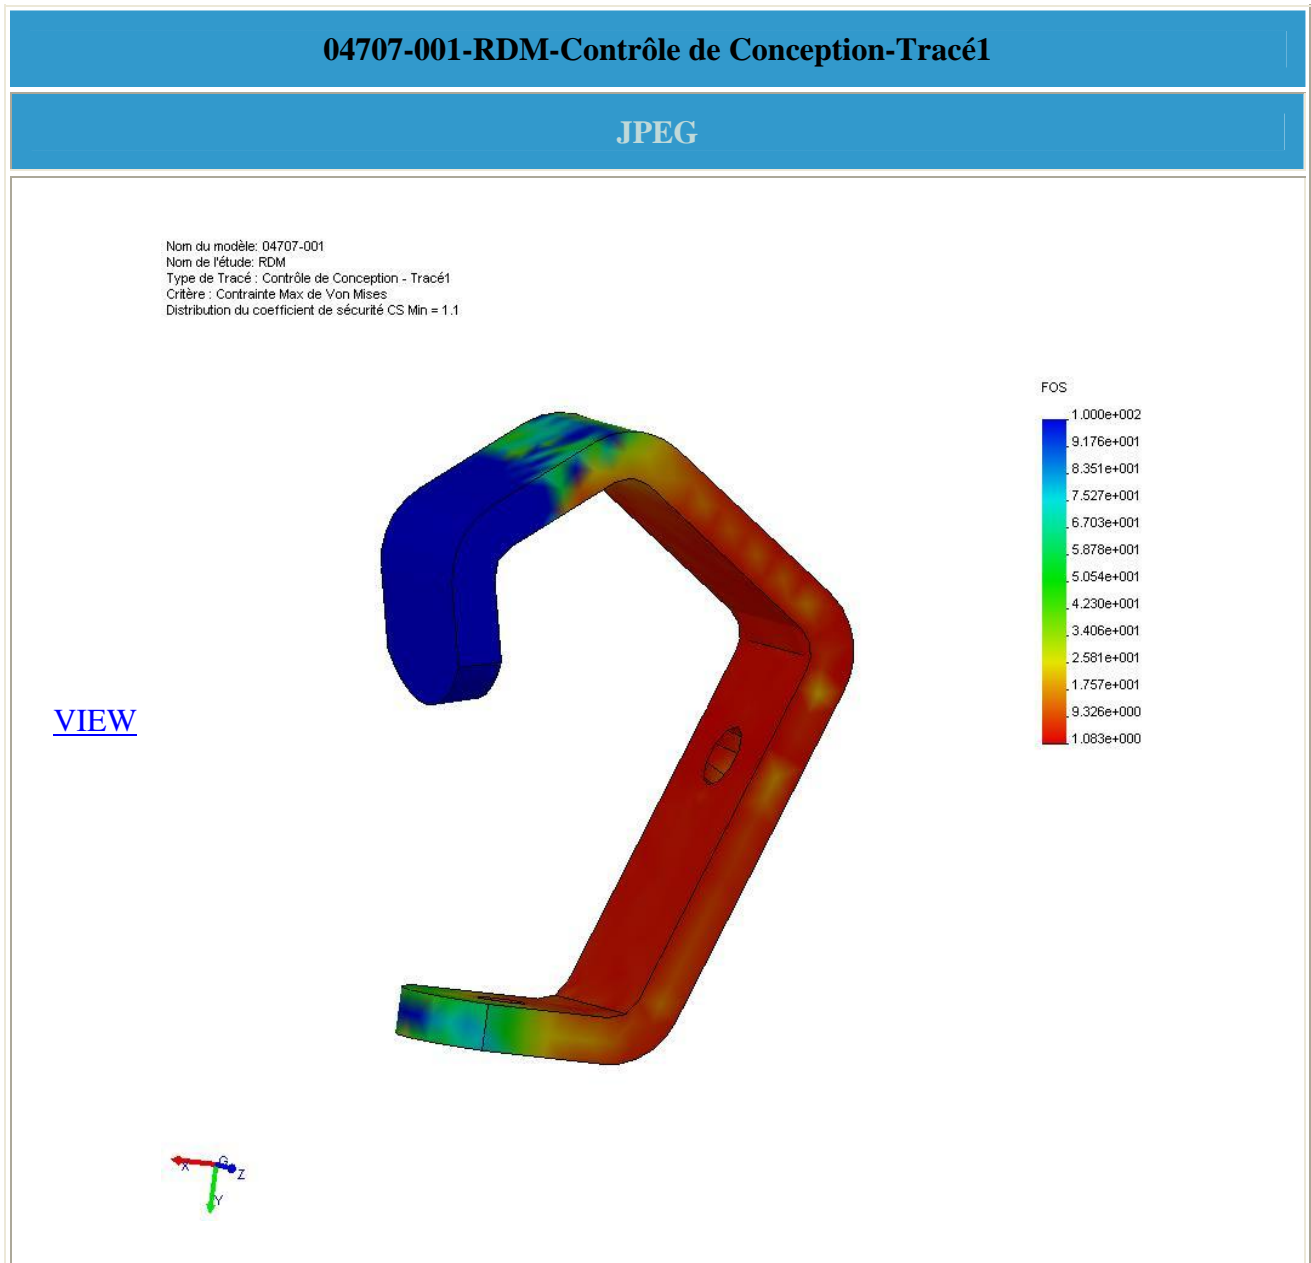 04707-001-RDM-Contrôle de Conception-Tracé1
JPEG
Nom du modèle: 04707-001
Nom de l'étude: RDM
Type de Tracé : Contrôle de Conception - Tracé1
Critère : Contrainte Max de Von Mises
Distribution du coefficient de sécurité CS Min = 1.1
FOS
1.000e+002
9.176e+001
8.351e+001
7.527e+001
6.703e+001
5.878e+001
5.054e+001
4.230e+001
3.406e+001
2.581e+001
1.757e+001
9.326e+000
1.083e+000
VIEW
X
G
Z
Y